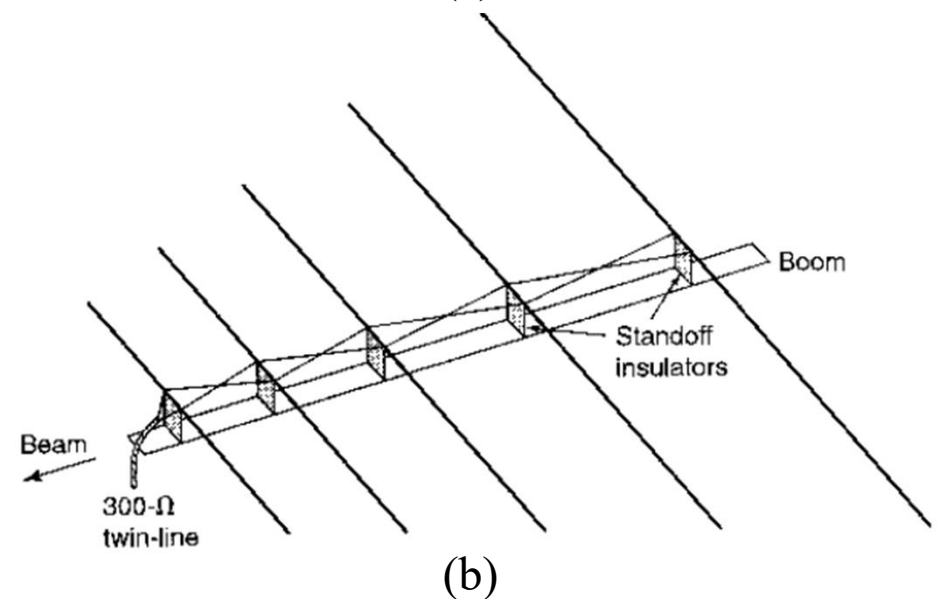 Boom
Standoff
insulators
Beam
300-Ω
twin-line
(b)